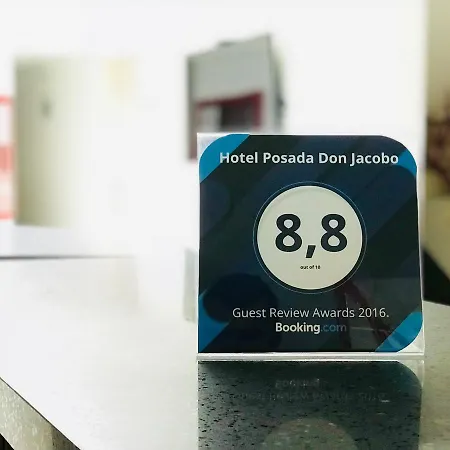 Hotel Posada Don Jacobo
8,8
out of 10
Guest Review Awards 2016.
Booking.com